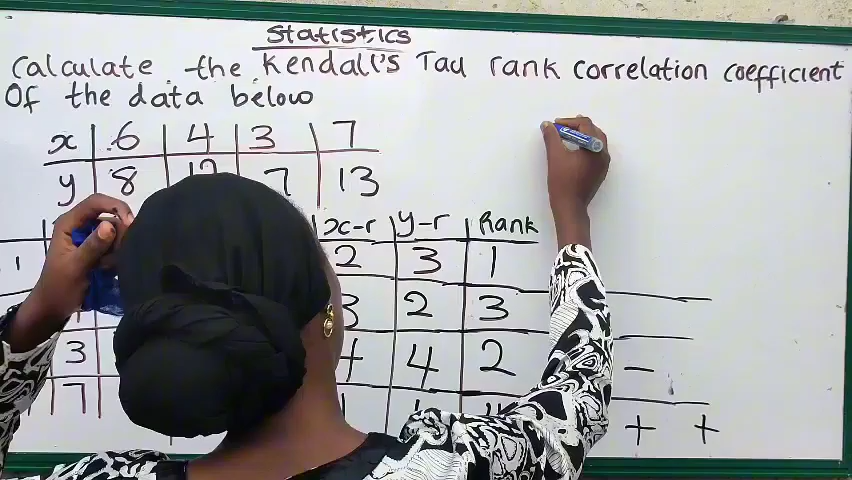 Statistics
Calculate the Kendall's Tau rank correlation coefficient
Of the data below
x 6 4 3 7
y 8 12 7 13
x-r y-r Rank
1 2 3 1
3 2 3
3 4 2 -
7 + +